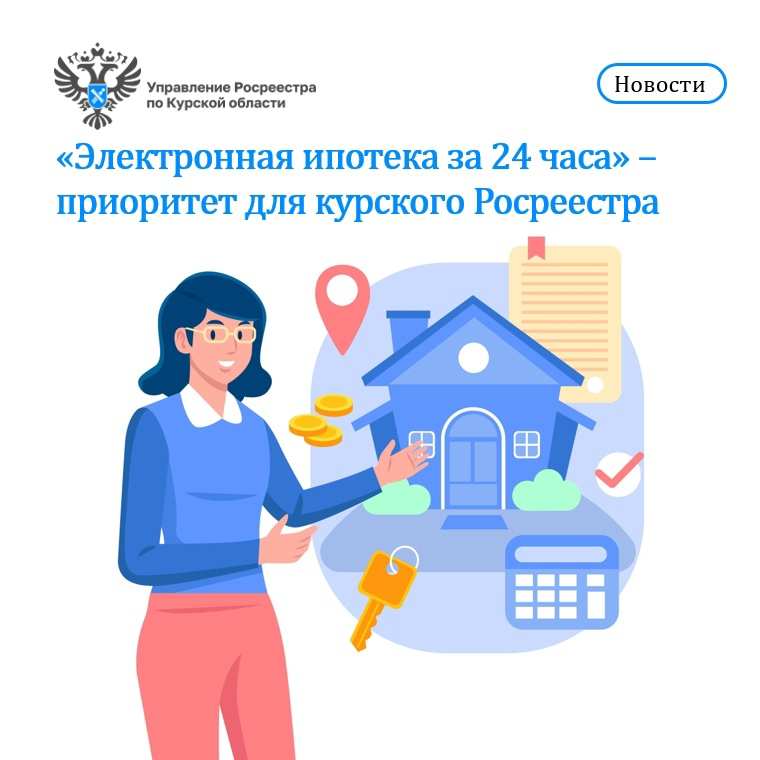 Управление Росреестра
по Курской области
Новости
«Электронная ипотека за 24 часа» –
приоритет для курского Росреестра